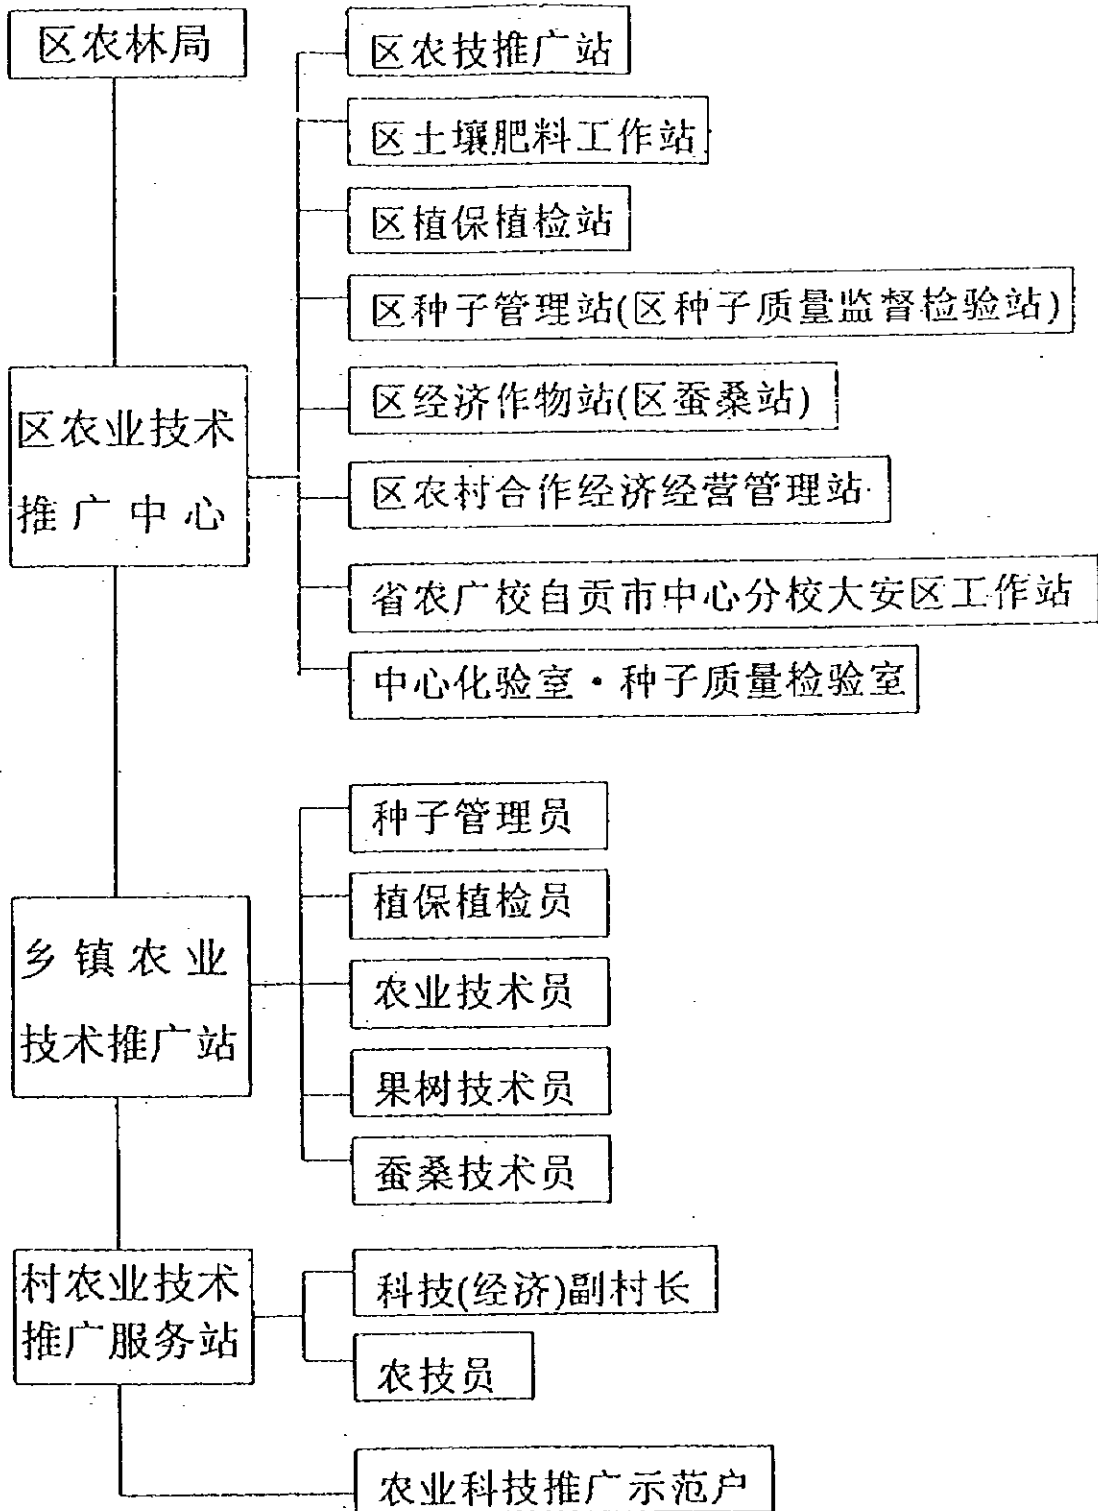 区农林局
区农技推广站
区土壤肥料工作站
区植保植检站
区种子管理站(区种子质量监督检验站)
区经济作物站(区蚕桑站)
区农业技术
推广中心
区农村合作经济经营管理站
省农广校自贡市中心分校大安区工作站
中心化验室·种子质量检验室
种子管理员
植保植检员
乡镇农业
技术推广站
农业技术员
果树技术员
蚕桑技术员
村农业技术
推广服务站
科技(经济)副村长
农技员
农业科技推广示范户